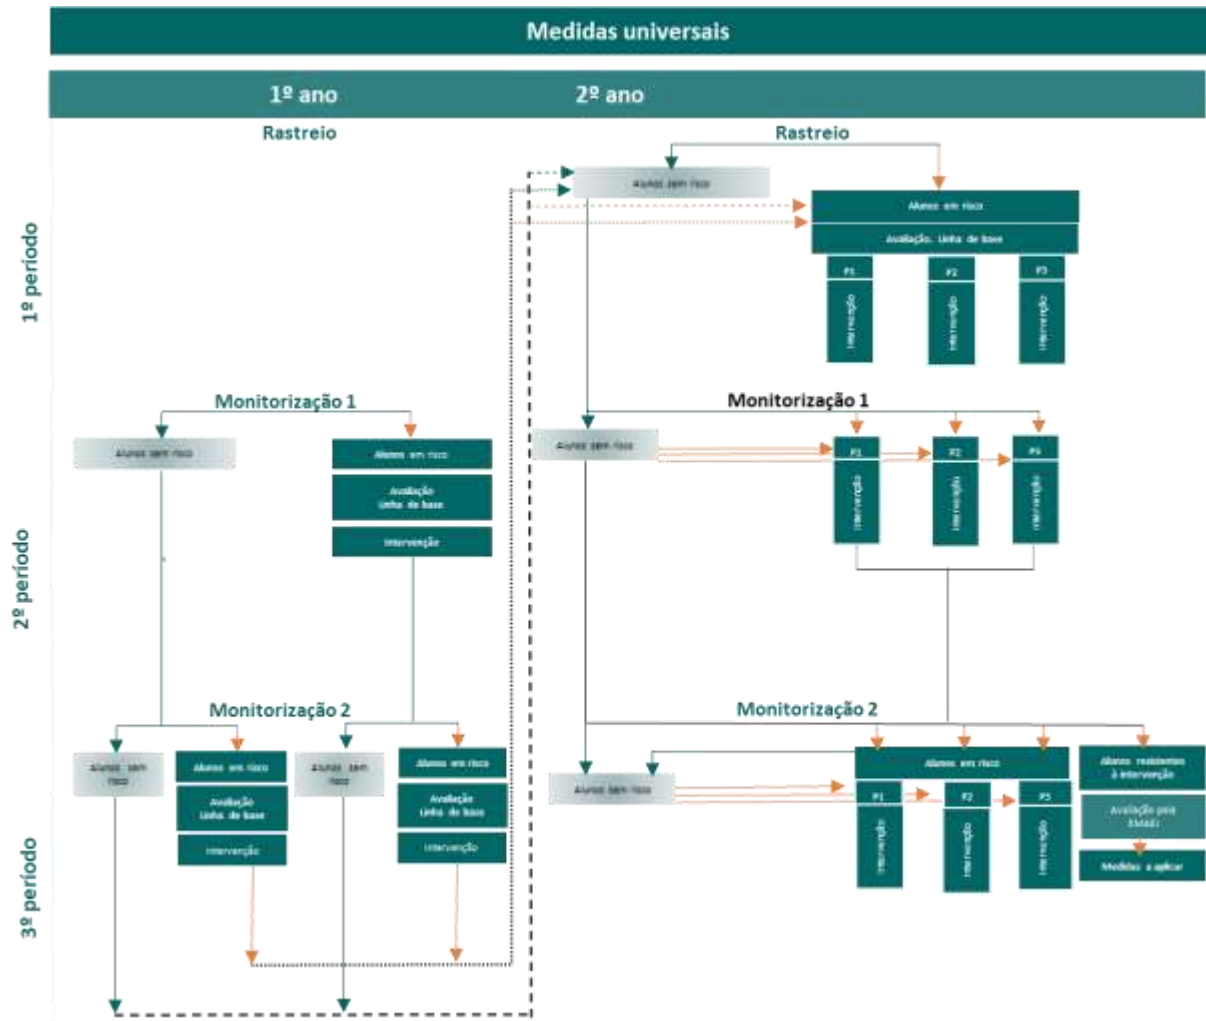 Medidas universais
1º ano
2º ano
Rastreio
Rastreio
1º período
Alunos sem risco
Alunos em risco
Avaliação. Linha de base
P1
P2
P3
Intervenção
Intervenção
Intervenção
Monitorização 1
Monitorização 1
2º período
Alunos sem risco
Alunos em risco
Avaliação
Linha de base
Intervenção
Alunos sem risco
P1
P2
Intervenção
Intervenção
Intervenção
Monitorização 2
Monitorização 2
3º período
Alunos sem
risco
Alunos em risco
Avaliação
Linha de base
Intervenção
Alunos sem
risco
Alunos em risco
Avaliação
Linha de base
Intervenção
Alunos sem risco
Alunos em risco
P1
P2
P3
Intervenção
Intervenção
Intervenção
Alunos resistentes
à intervenção
Avaliação pela
Medidas a aplicar